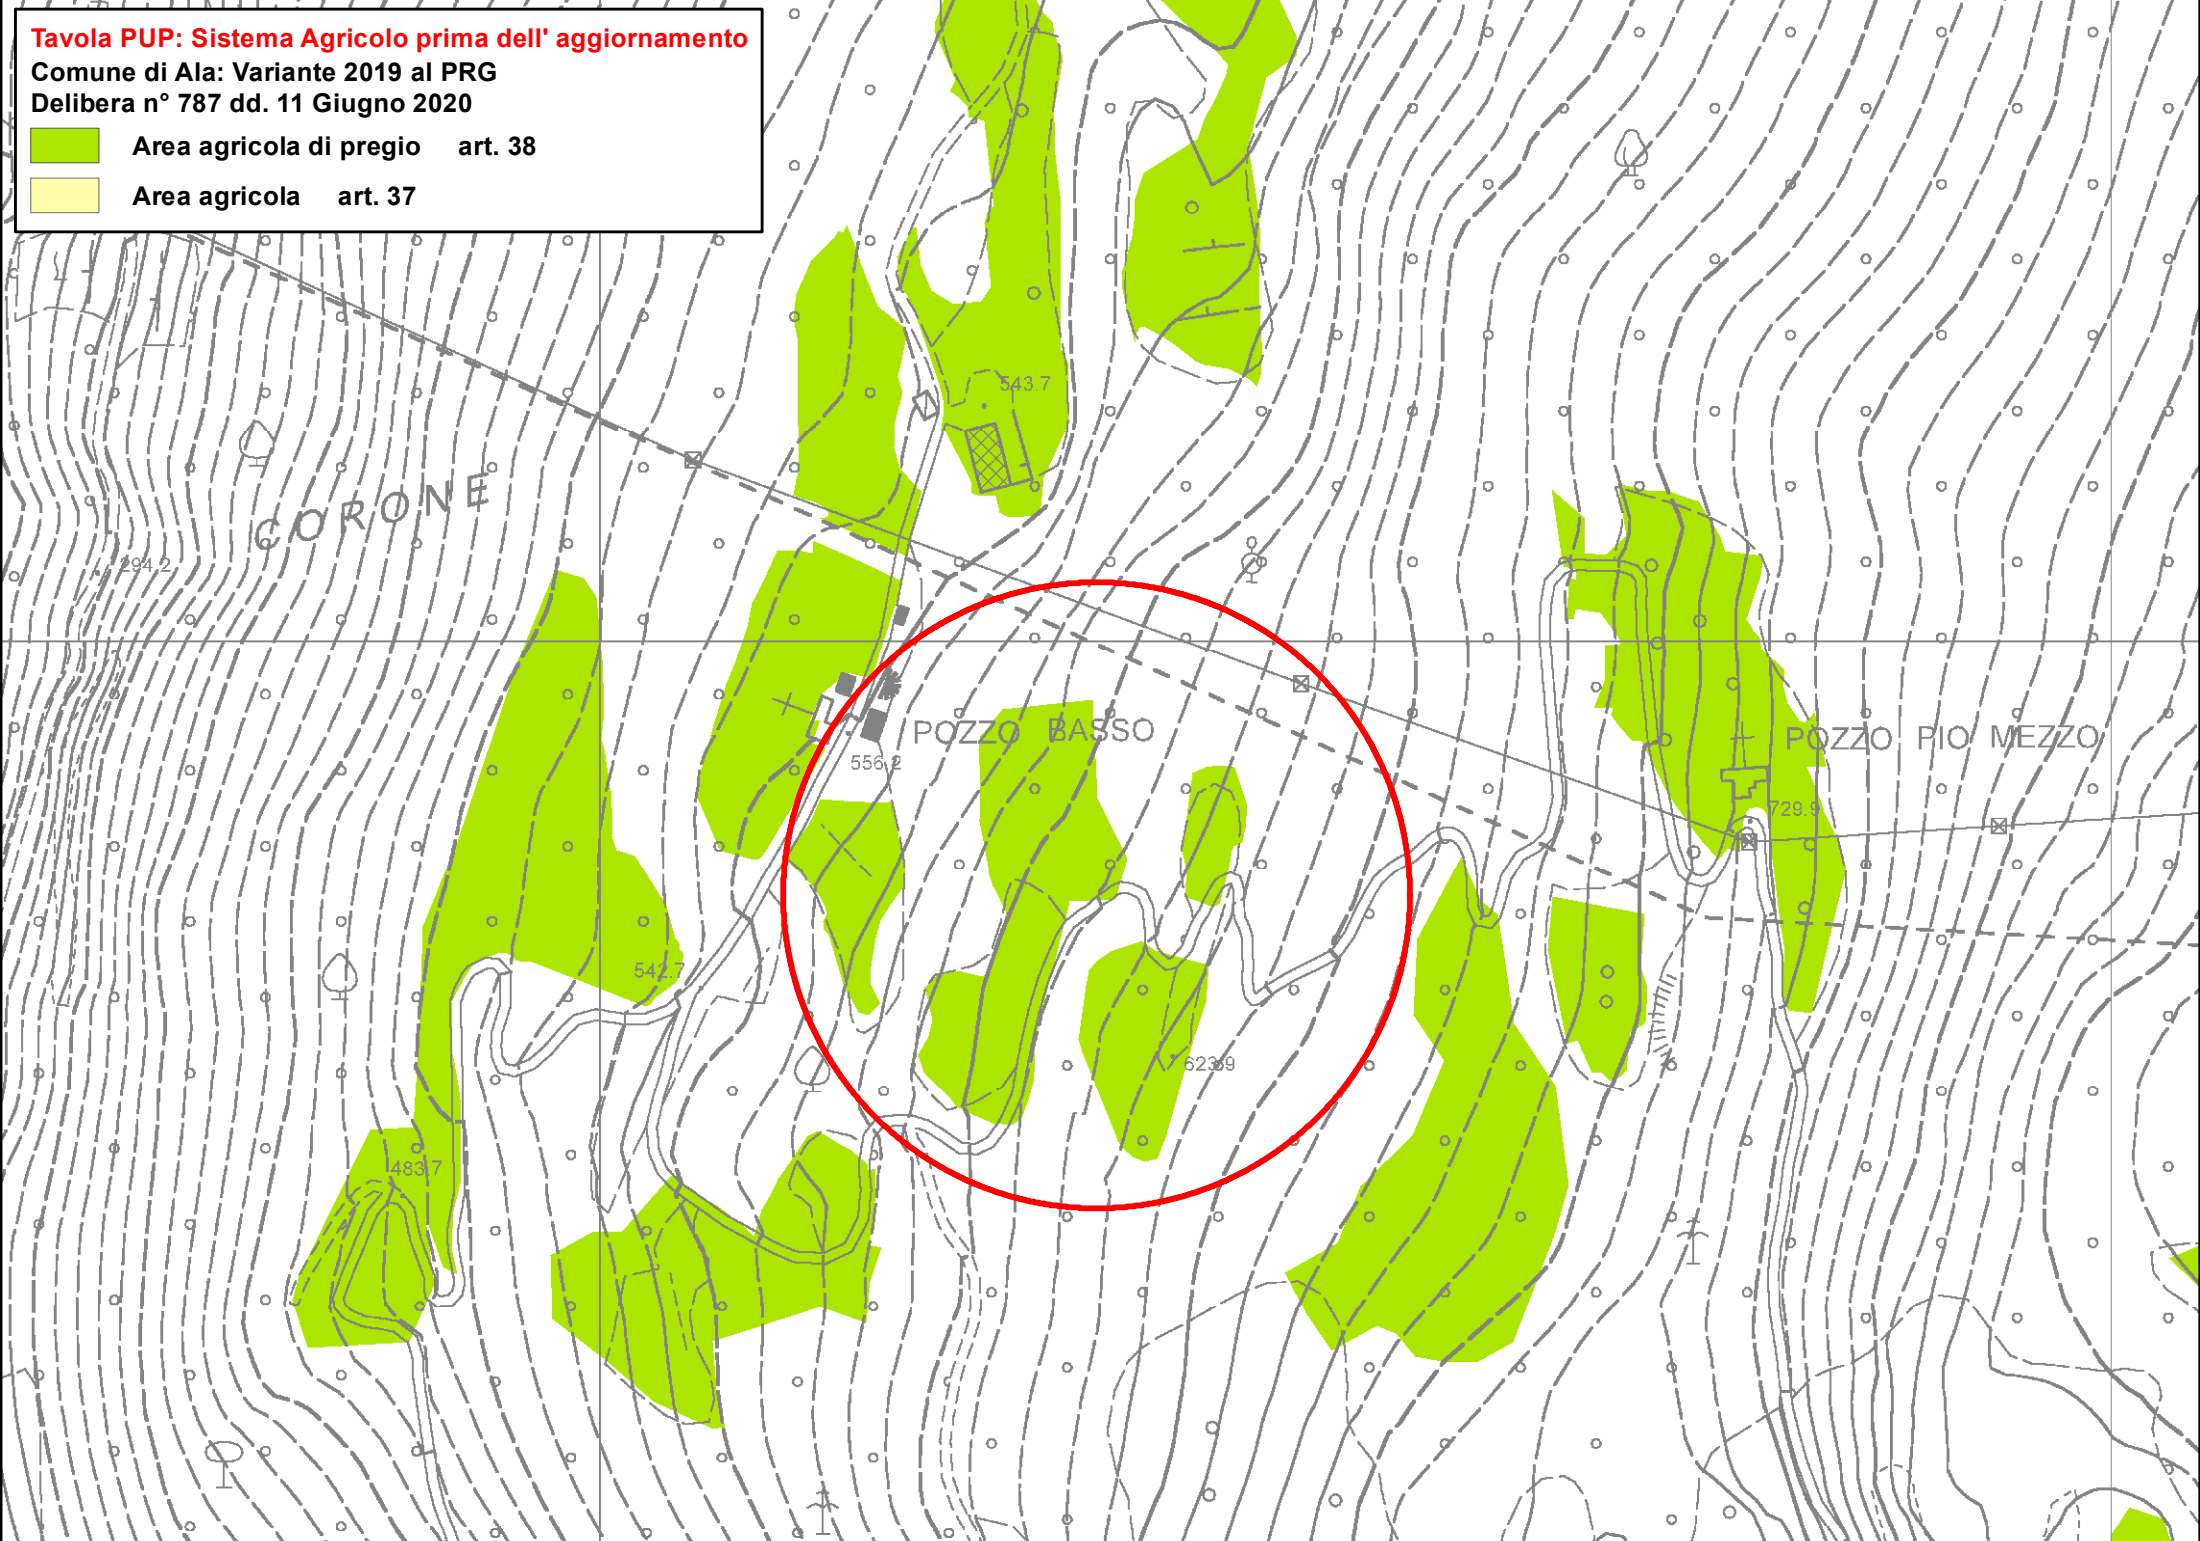 Tavola PUP: Sistema Agricolo prima dell' aggiornamento
Comune di Ala: Variante 2019 al PRG
Delibera n° 787 dd. 11 Giugno 2020
Area agricola di pregio art. 38
Area agricola art. 37
543.7
CORONE
294.2
POZZO BASSO
POZZO PIO MEZZO
556.2
729.9
542.7
623.9
483.7